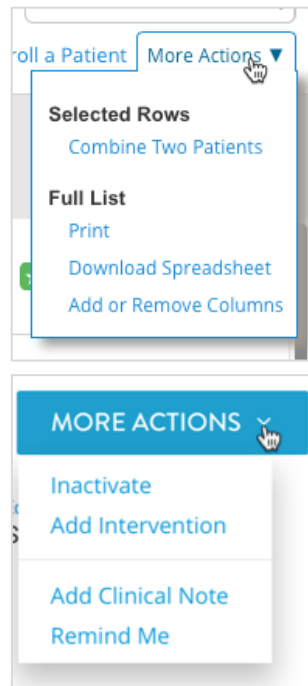 roll a Patient More Actions ▼
Selected Rows
Combine Two Patients
Full List
Print
Download Spreadsheet
Add or Remove Columns
MORE ACTIONS
Inactivate
Add Intervention
Add Clinical Note
Remind Me